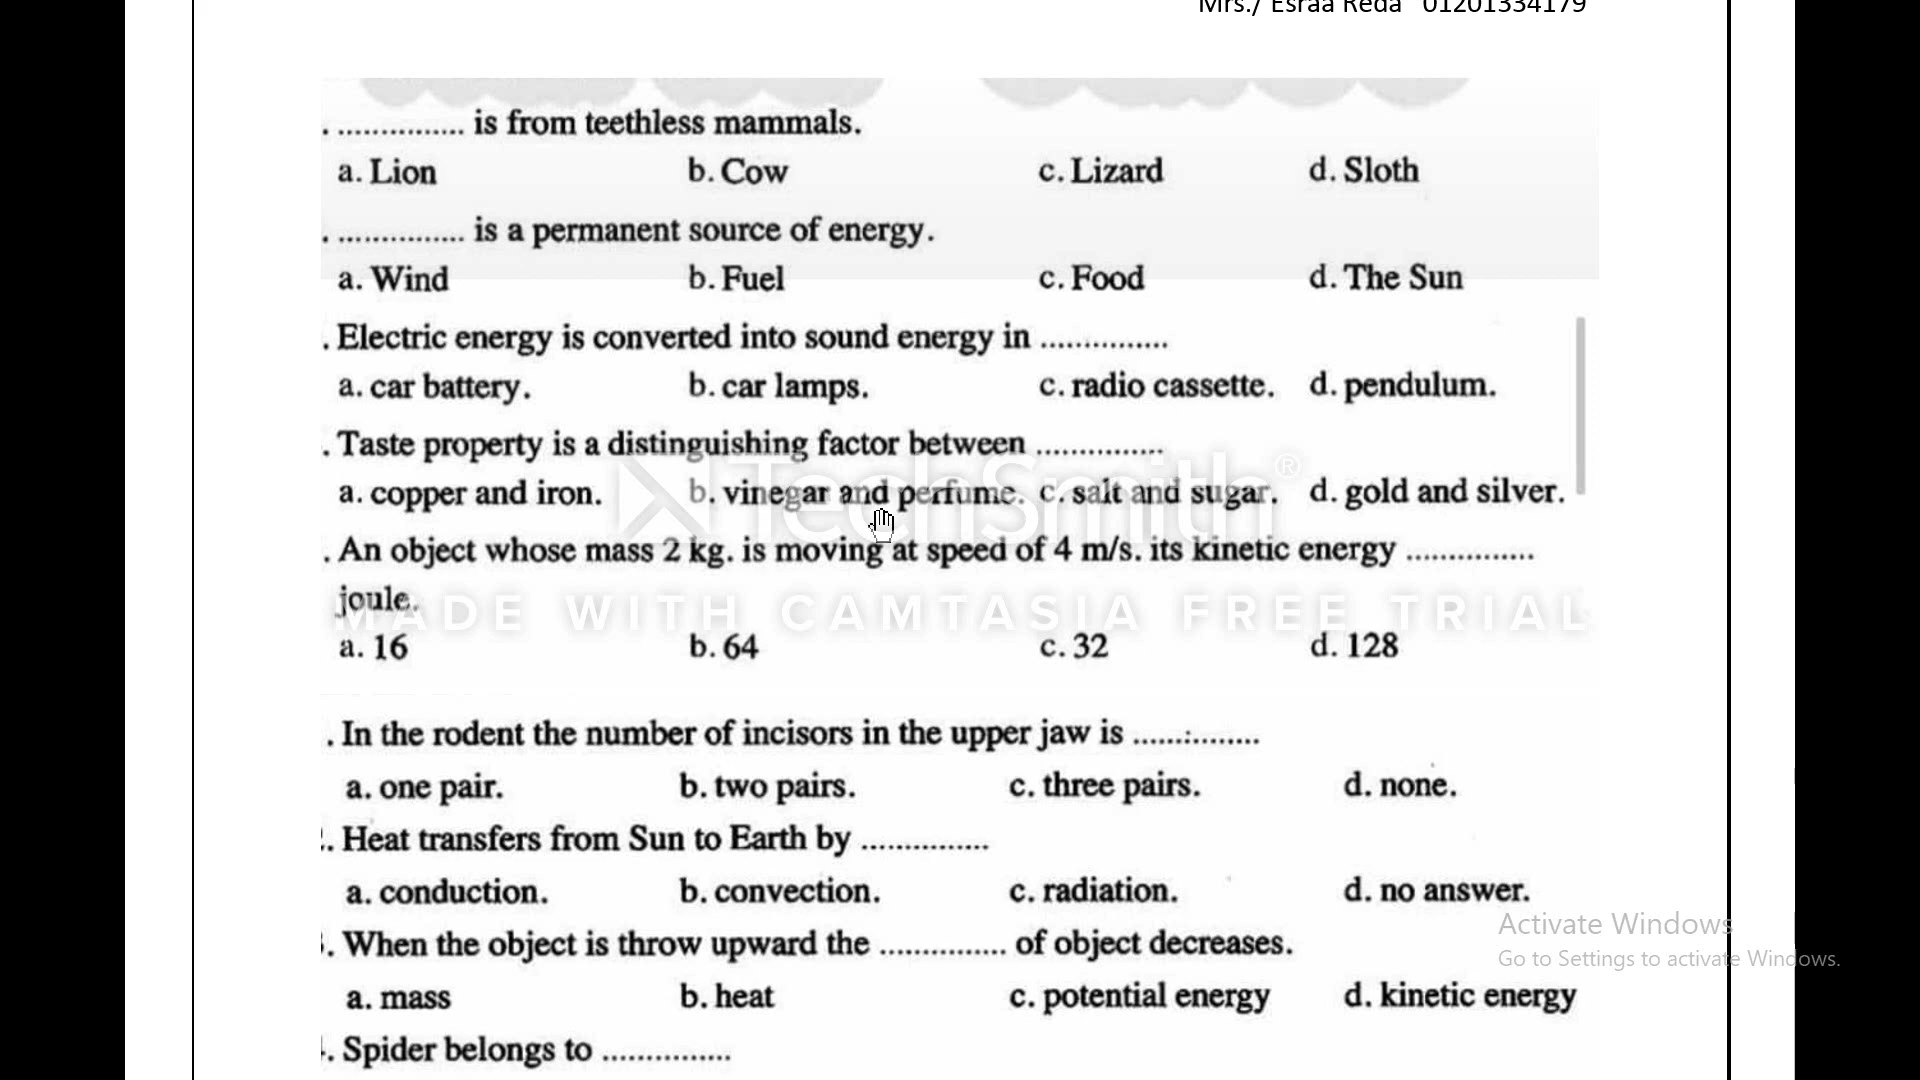 Mrs./ Esraa Reda 01201334179
. ............... is from teethless mammals.
a. Lion b. Cow c. Lizard d. Sloth
. ............... is a permanent source of energy.
a. Wind b. Fuel c. Food d. The Sun
. Electric energy is converted into sound energy in ...............
a. car battery. b. car lamps. c. radio cassette. d. pendulum.
. Taste property is a distinguishing factor between ...............
TechSmith®
a. copper and iron. b. vinegar and perfume. c. salt and sugar. d. gold and silver.
. An object whose mass 2 kg. is moving at speed of 4 m/s. its kinetic energy ...............
joule.
MADE WITH CAMTASIA FREE TRIAL
a. 16 b. 64 c. 32 d. 128
. In the rodent the number of incisors in the upper jaw is ......:........
a. one pair. b. two pairs. c. three pairs. d. none.
. Heat transfers from Sun to Earth by ...............
a. conduction. b. convection. c. radiation. d. no answer.
Activate Windows
. When the object is throw upward the ............... of object decreases.
Go to Settings to activate Windows.
a. mass b. heat c. potential energy d. kinetic energy
. Spider belongs to ...............